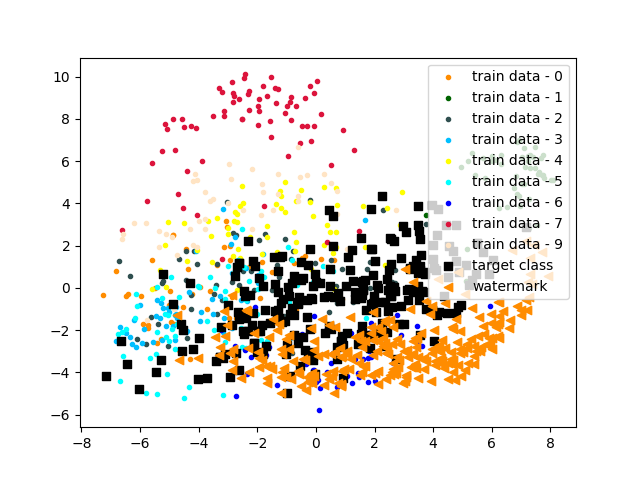 10
8
6
4
2
0
−2
−4
−6
−8
−6
−4
−2
0
2
4
6
8
train data - 0
train data - 1
train data - 2
train data - 3
train data - 4
train data - 5
train data - 6
train data - 7
train data - 9
target class
watermark